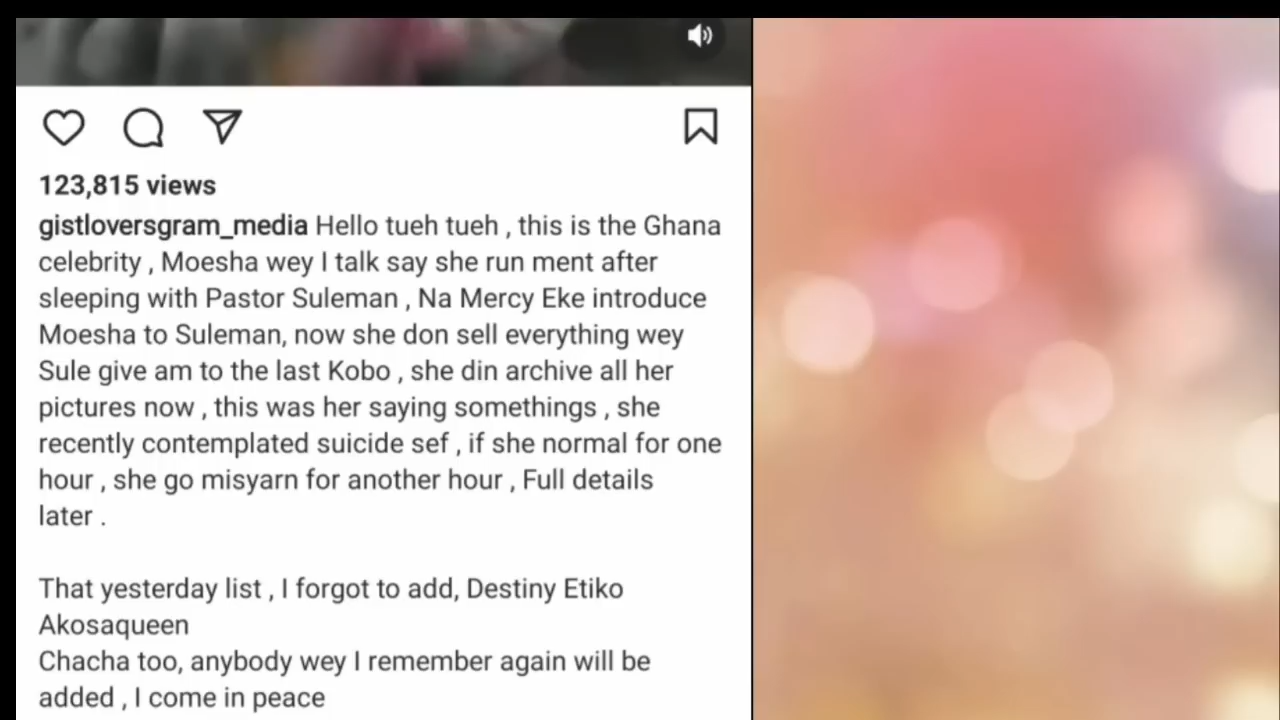 123,815 views
gistloversgram_media Hello tueh tueh , this is the Ghana
celebrity , Moesha wey I talk say she run ment after
sleeping with Pastor Suleman , Na Mercy Eke introduce
Moesha to Suleman, now she don sell everything wey
Sule give am to the last Kobo , she din archive all her
pictures now , this was her saying somethings , she
recently contemplated suicide sef , if she normal for one
hour , she go misyarn for another hour , Full details
later .
That yesterday list , I forgot to add, Destiny Etiko
Akosaqueen
Chacha too, anybody wey I remember again will be
added , I come in peace